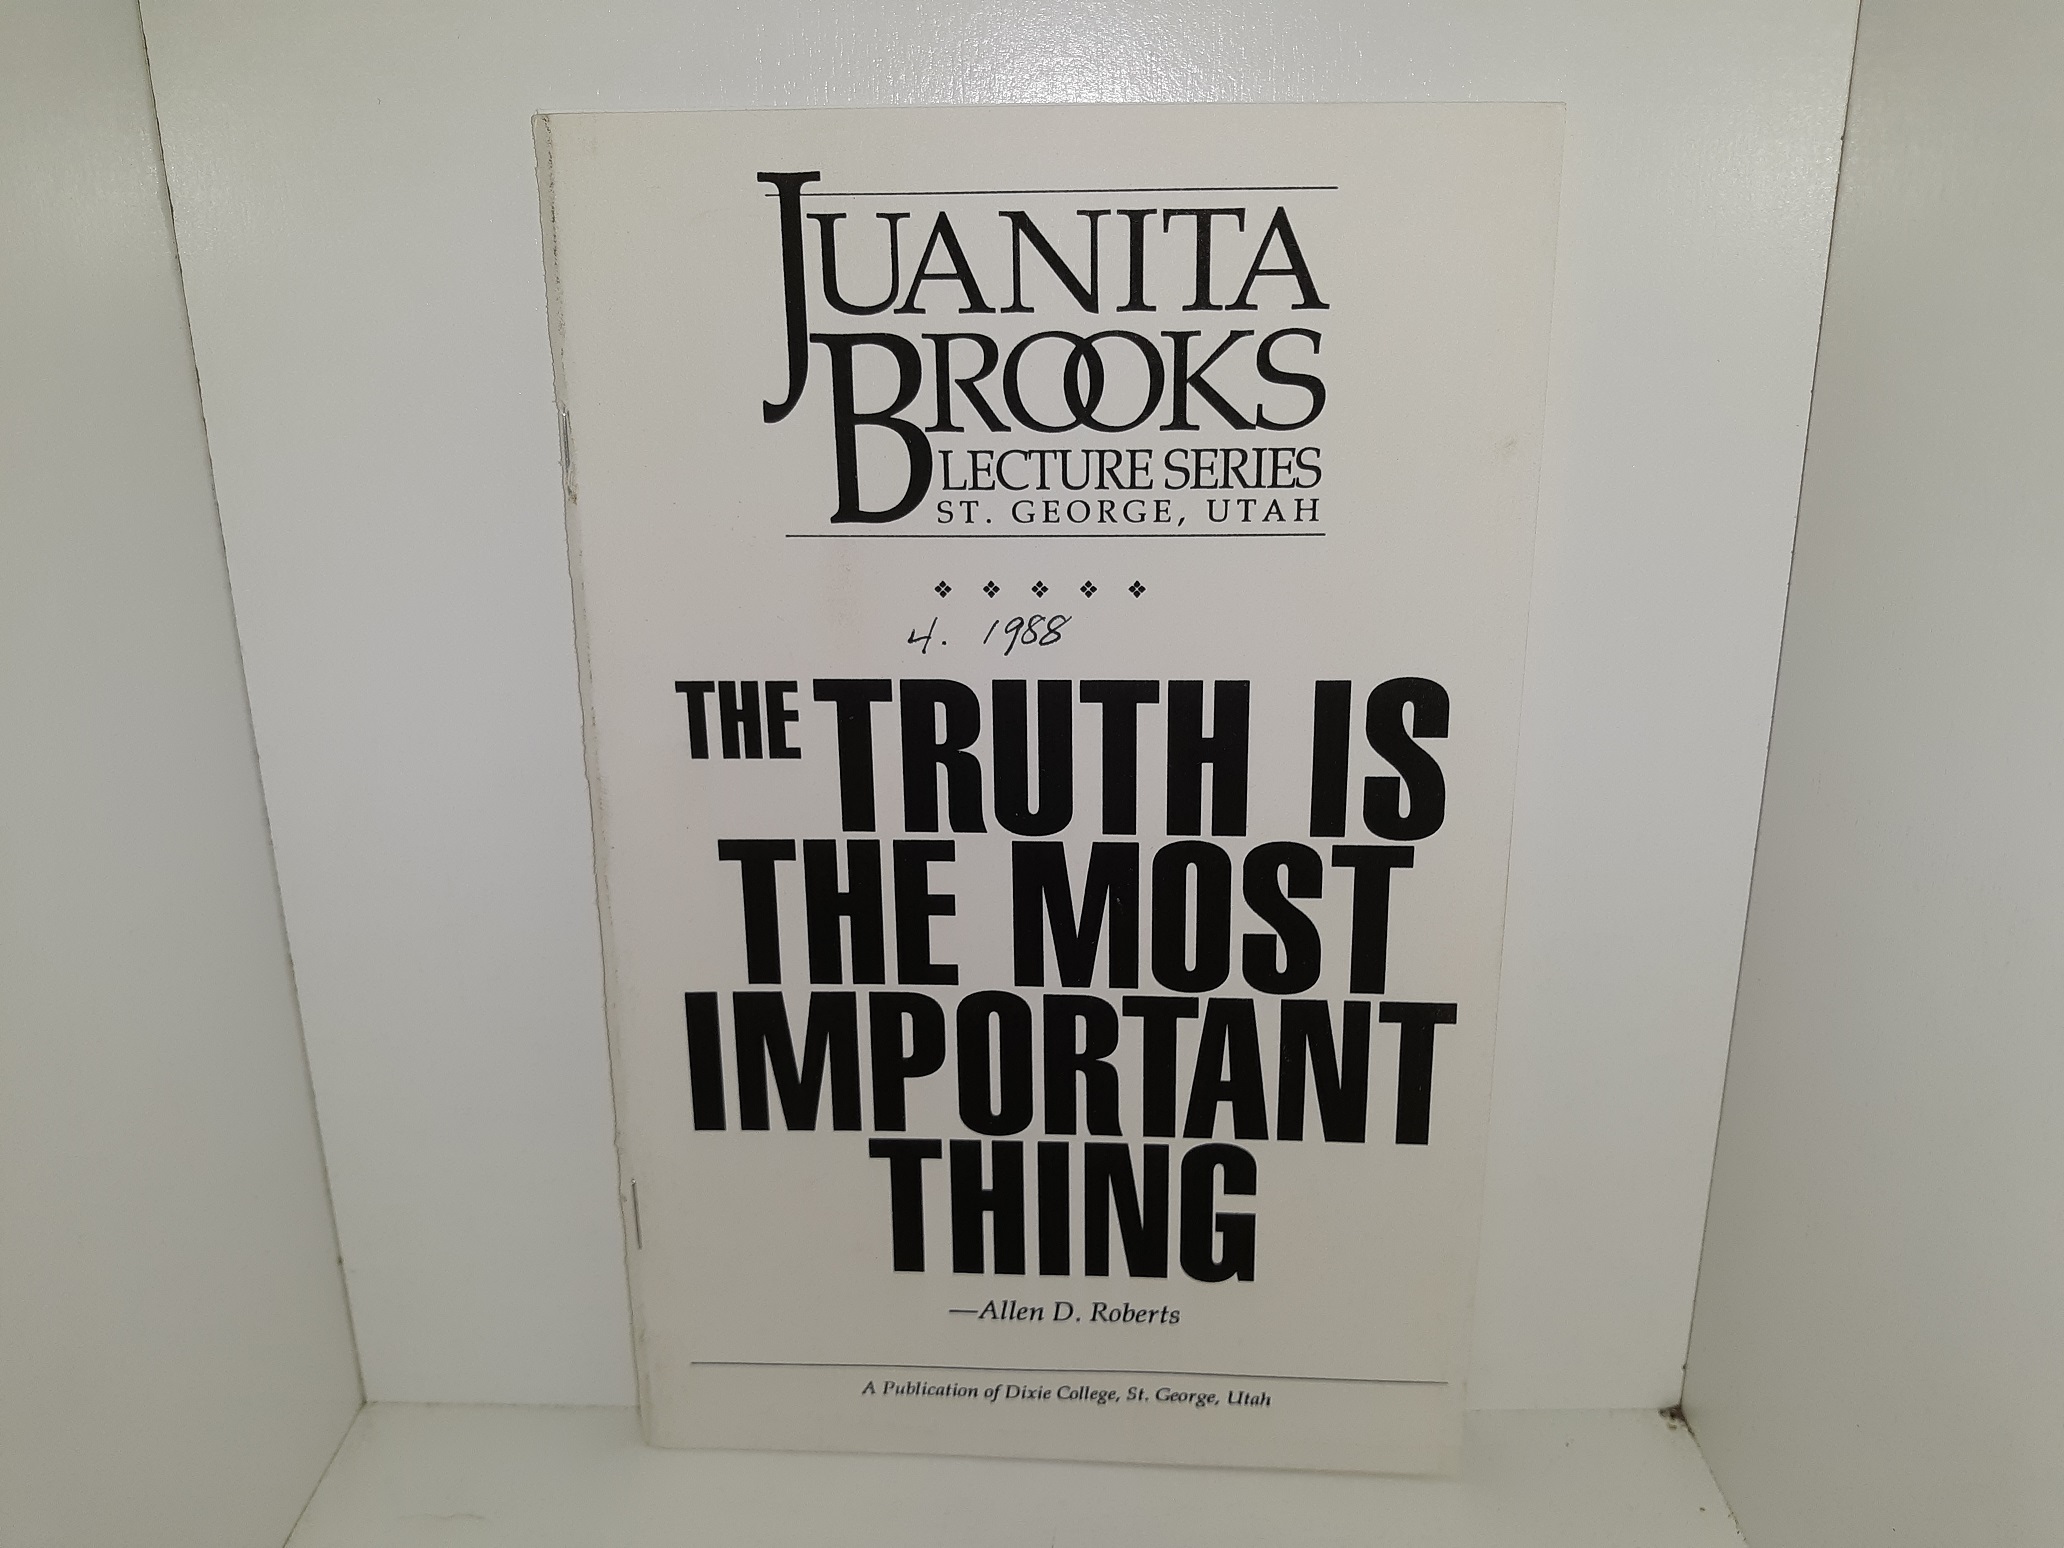 JUANITA
BROOKS
LECTURE SERIES
ST. GEORGE, UTAH
4. 1988
THE TRUTH IS
THE MOST
IMPORTANT
THING
—Allen D. Roberts
A Publication of Dixie College, St. George, Utah